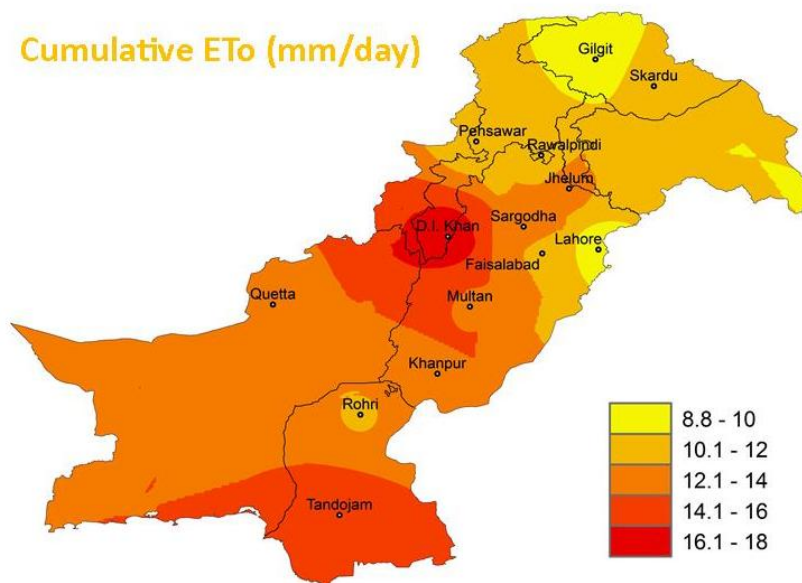 Cumulative ETo (mm/day)
Gilgit
Skardu
Pehsawar
Rawalpindi
Jhelum
Sargodha
D.I. Khan
Lahore
Faisalabad
Quetta
Multan
Khanpur
Rohri
Tandojam
8.8 - 10
10.1 - 12
12.1 - 14
14.1 - 16
16.1 - 18